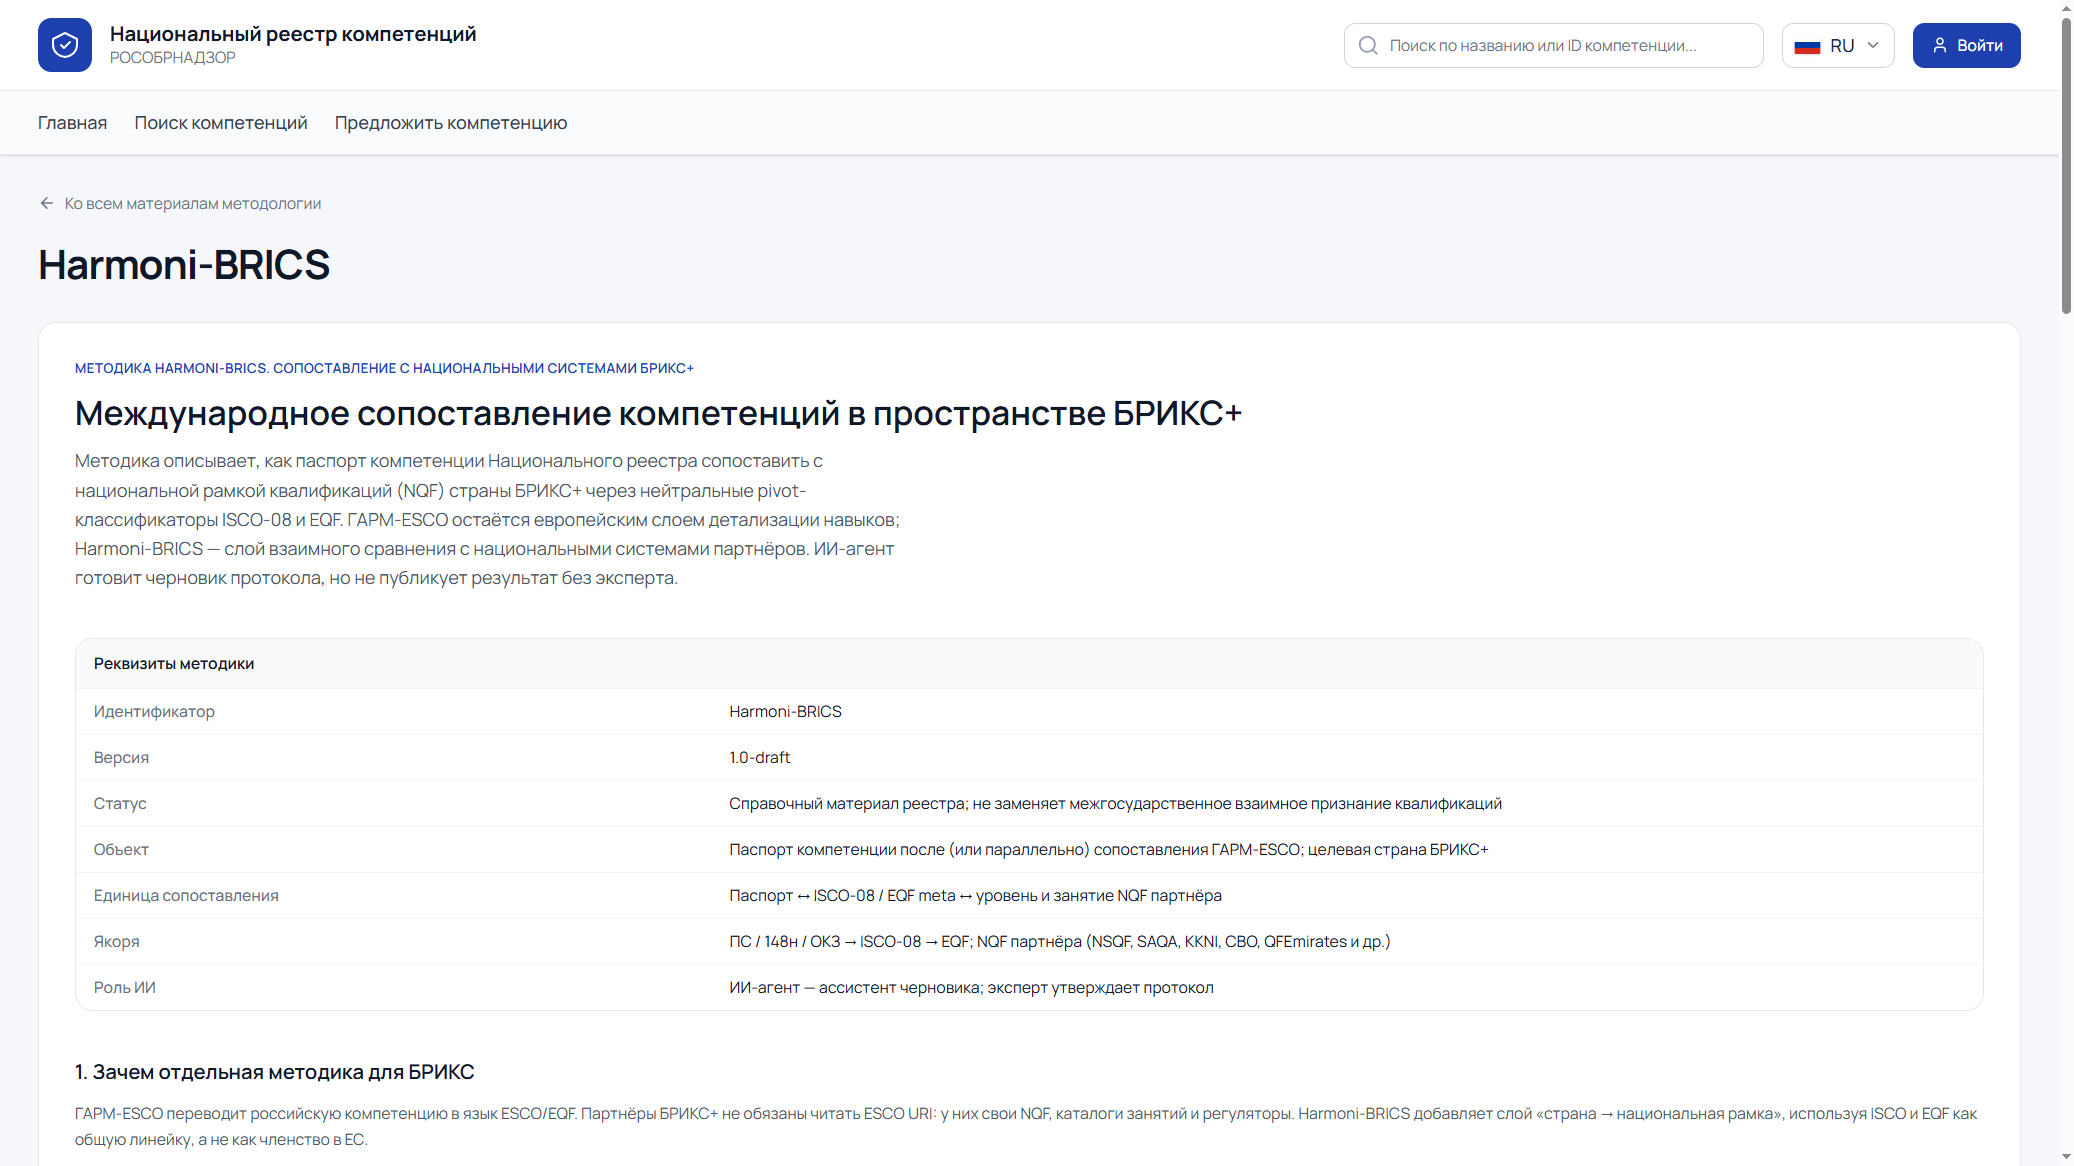 Национальный реестр компетенций
РОСОБРНАДЗОР
Поиск по названию или ID компетенции...
RU
Войти
Главная
Поиск компетенций
Предложить компетенцию
Ко всем материалам методологии
Harmoni-BRICS
МЕТОДИКА HARMONI-BRICS. СОПОСТАВЛЕНИЕ С НАЦИОНАЛЬНЫМИ СИСТЕМАМИ БРИКС+
Международное сопоставление компетенций в пространстве БРИКС+
Методика описывает, как паспорт компетенции Национального реестра сопоставить с
национальной рамкой квалификаций (NQF) страны БРИКС+ через нейтральные pivot-
классификаторы ISCO-08 и EQF. ГАРМ-ESCO остаётся европейским слоем детализации навыков;
Harmoni-BRICS — слой взаимного сравнения с национальными системами партнёров. ИИ-агент
готовит черновик протокола, но не публикует результат без эксперта.
Реквизиты методики
Идентификатор
Harmoni-BRICS
Версия
1.0-draft
Статус
Справочный материал реестра; не заменяет межгосударственное взаимное признание квалификаций
Объект
Паспорт компетенции после (или параллельно) сопоставления ГАРМ-ESCO; целевая страна БРИКС+
Единица сопоставления
Паспорт ↔ ISCO-08 / EQF meta ↔ уровень и занятие NQF партнёра
Якоря
ПС / 148н / ОКЗ → ISCO-08 → EQF; NQF партнёра (NSQF, SAQA, KKNI, CBO, QFEmirates и др.)
Роль ИИ
ИИ-агент — ассистент черновика; эксперт утверждает протокол
1. Зачем отдельная методика для БРИКС
ГАРМ-ESCO переводит российскую компетенцию в язык ESCO/EQF. Партнёры БРИКС+ не обязаны читать ESCO URI: у них свои NQF, каталоги занятий и регуляторы. Harmoni-BRICS добавляет слой «страна → национальная рамка», используя ISCO и EQF как
общую линейку, а не как членство в ЕС.